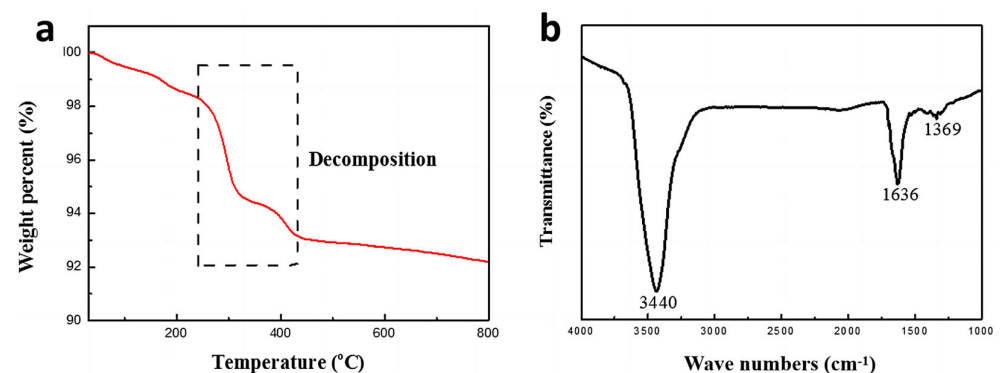 a
100
98
96
94
92
90
Weight percent (%)
Decomposition
200
400
600
800
Temperature (°C)
b
Transmittance (%)
3440
1636
1369
4000
3500
3000
2500
2000
1500
1000
Wave numbers (cm⁻¹)